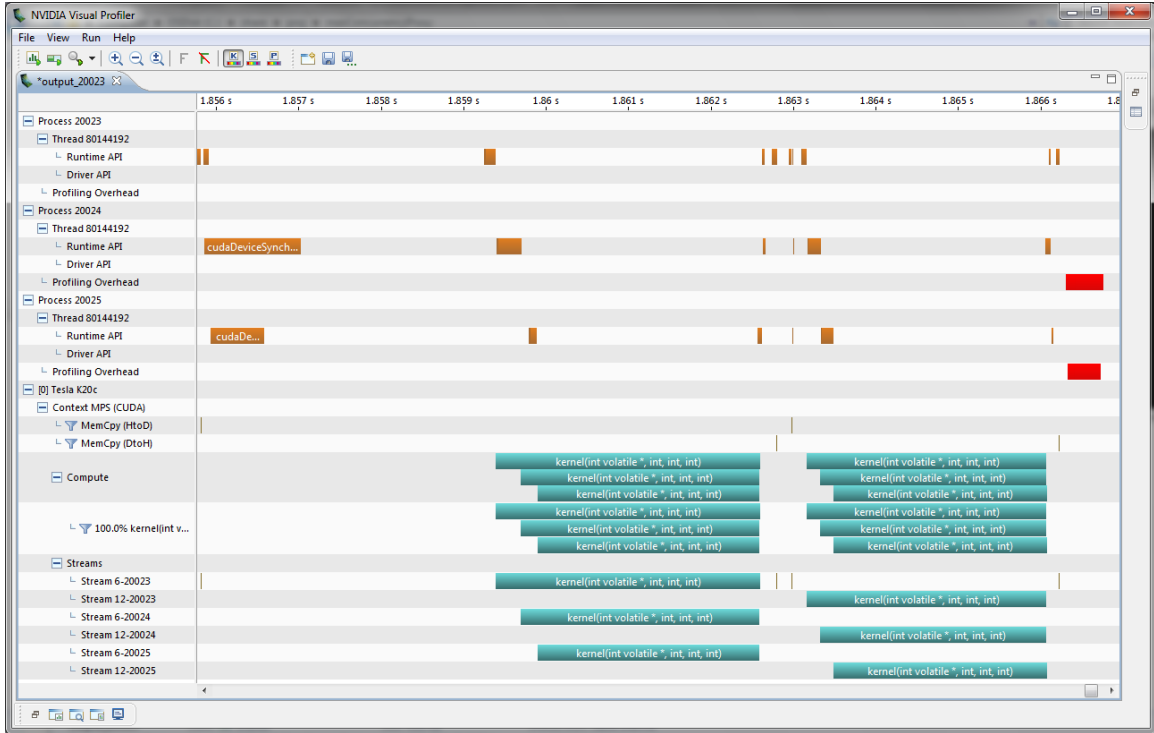 NVIDIA Visual Profiler
File View Run Help
F K S P
*output_20023
1.856 s 1.857 s 1.858 s 1.859 s 1.86 s 1.861 s 1.862 s 1.863 s 1.864 s 1.865 s 1.866 s 1.8
Process 20023
Thread 80144192
Runtime API
Driver API
Profiling Overhead
Process 20024
Thread 80144192
Runtime API cudaDeviceSynch...
Driver API
Profiling Overhead
Process 20025
Thread 80144192
Runtime API cudaDe...
Driver API
Profiling Overhead
[0] Tesla K20c
Context MPS (CUDA)
MemCpy (HtoD)
MemCpy (DtoH)
kernel(int volatile *, int, int, int) kernel(int volatile *, int, int, int)
Compute kernel(int volatile *, int, int, int) kernel(int volatile *, int, int, int)
kernel(int volatile *, int, int, int) kernel(int volatile *, int, int, int)
kernel(int volatile *, int, int, int) kernel(int volatile *, int, int, int)
100.0% kernel(int v... kernel(int volatile *, int, int, int) kernel(int volatile *, int, int, int)
kernel(int volatile *, int, int, int) kernel(int volatile *, int, int, int)
Streams
Stream 6-20023 kernel(int volatile *, int, int, int)
Stream 12-20023 kernel(int volatile *, int, int, int)
Stream 6-20024 kernel(int volatile *, int, int, int)
Stream 12-20024 kernel(int volatile *, int, int, int)
Stream 6-20025 kernel(int volatile *, int, int, int)
Stream 12-20025 kernel(int volatile *, int, int, int)